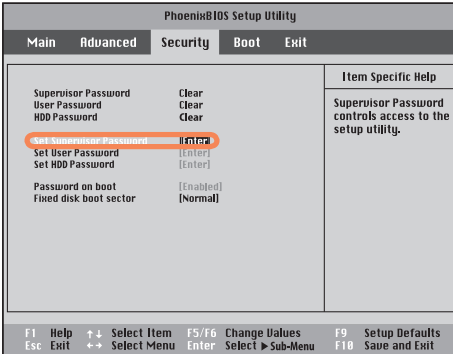 PhoenixBIOS Setup Utility
Main Advanced Security Boot Exit
Item Specific Help
Supervisor Password Clear
User Password Clear
HDD Password Clear
Set Supervisor Password [Enter]
Set User Password [Enter]
Set HDD Password [Enter]
Password on boot [Enabled]
Fixed disk boot sector [Normal]
Supervisor Password
controls access to the
setup utility.
F1 Help ↑↓ Select Item F5/F6 Change Values F9 Setup Defaults
Esc Exit ←→ Select Menu Enter Select ▶ Sub-Menu F10 Save and Exit